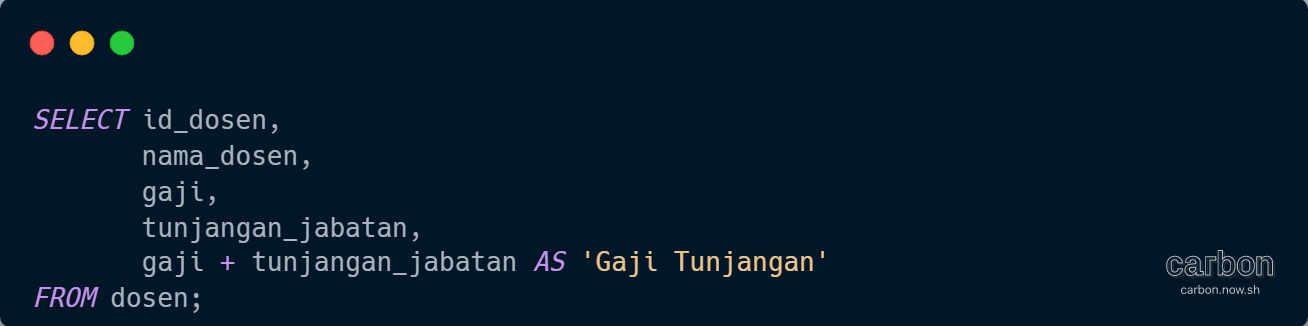 SELECT id_dosen,
nama_dosen,
gaji,
tunjangan_jabatan,
gaji + tunjangan_jabatan AS 'Gaji Tunjangan'
FROM dosen;
carbon
carbon.now.sh